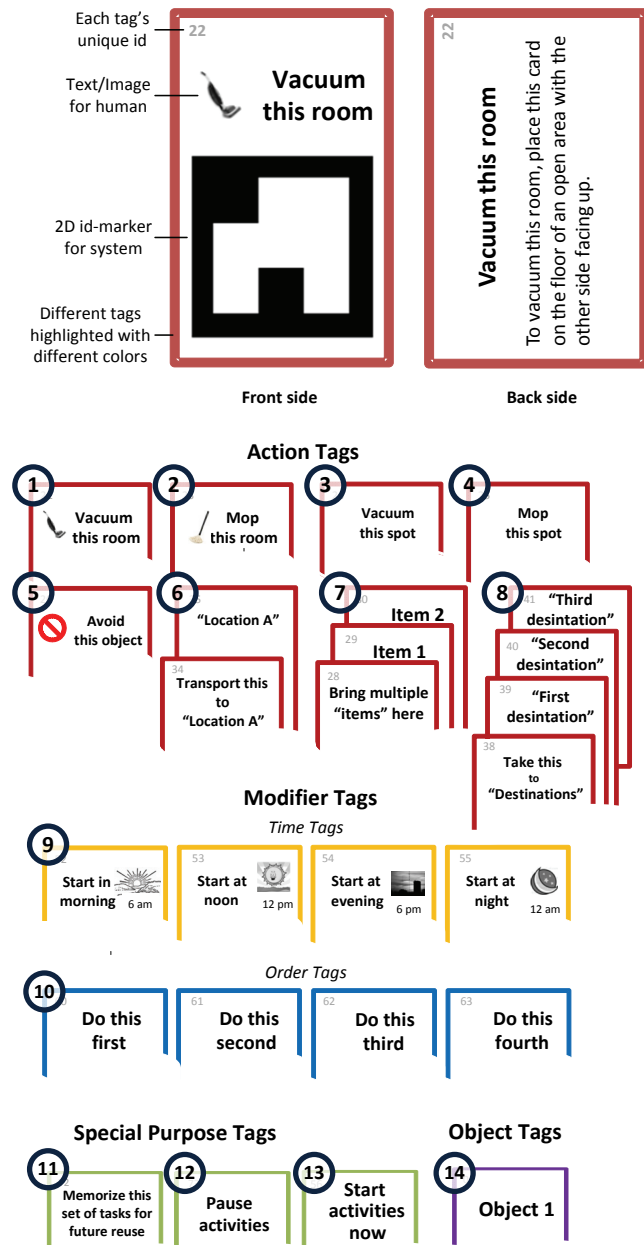 Each tag's
unique id
22
Text/Image
for human
Vacuum
this room
2D id-marker
for system
Different tags
highlighted with
different colors
Front side
22
Vacuum this room
To vacuum this room, place this card
on the floor of an open area with the
other side facing up.
Back side
Action Tags
1
Vacuum
this room
2
Mop
this room
3
Vacuum
this spot
4
Mop
this spot
5
Avoid
this object
6
"Location A"
34
Transport this
to
"Location A"
7
Item 2
29
Item 1
28
Bring multiple
"items" here
8
41
"Third
desintation"
40
"Second
desintation"
39
"First
desintation"
38
Take this
to
"Destinations"
Modifier Tags
Time Tags
9
Start in
morning
6 am
53
Start at
noon
12 pm
54
Start at
evening
6 pm
55
Start at
night
12 am
Order Tags
10
Do this
first
61
Do this
second
62
Do this
third
63
Do this
fourth
Special Purpose Tags
11
Memorize this
set of tasks for
future reuse
12
Pause
activities
13
Start
activities
now
Object Tags
14
Object 1